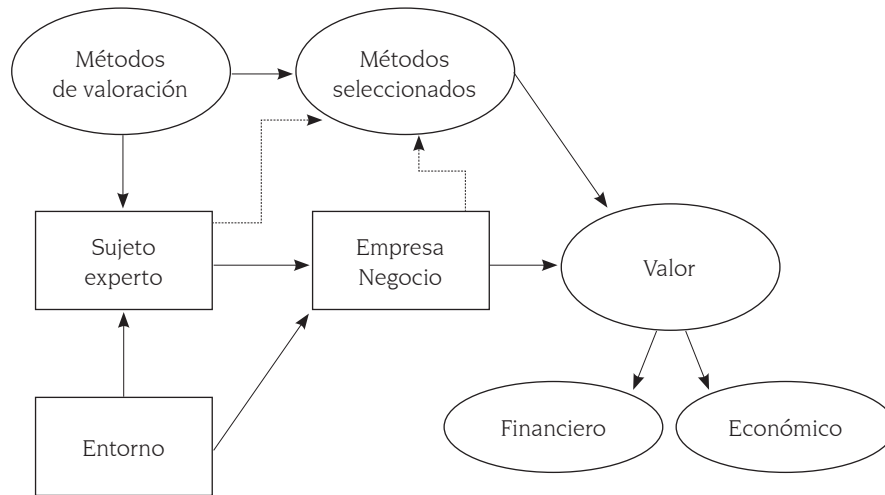 Métodos
de valoración
Métodos
seleccionados
Sujeto
experto
Empresa
Negocio
Valor
Entorno
Financiero
Económico